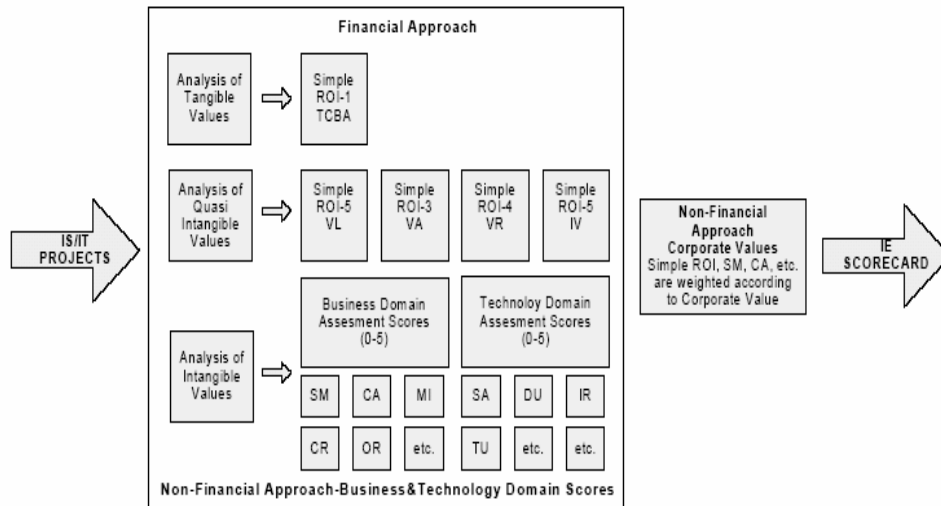 Financial Approach
Analysis of
Tangible
Values
Simple
ROI-1
TCBA
Analysis of
Quasi
Intangible
Values
Simple
ROI-5
VL
Simple
ROI-3
VA
Simple
ROI-4
VR
Simple
ROI-5
IV
IS/IT
PROJECTS
Non-Financial
Approach
Corporate Values
Simple ROI, SM, CA, etc.
are weighted according
to Corporate Value
IE
SCORECARD
Business Domain
Assesment Scores
(0-5)
Technoloy Domain
Assesment Scores
(0-5)
Analysis of
Intangible
Values
SM
CA
MI
SA
DU
IR
CR
OR
etc.
TU
etc.
etc.
Non-Financial Approach-Business&Technology Domain Scores